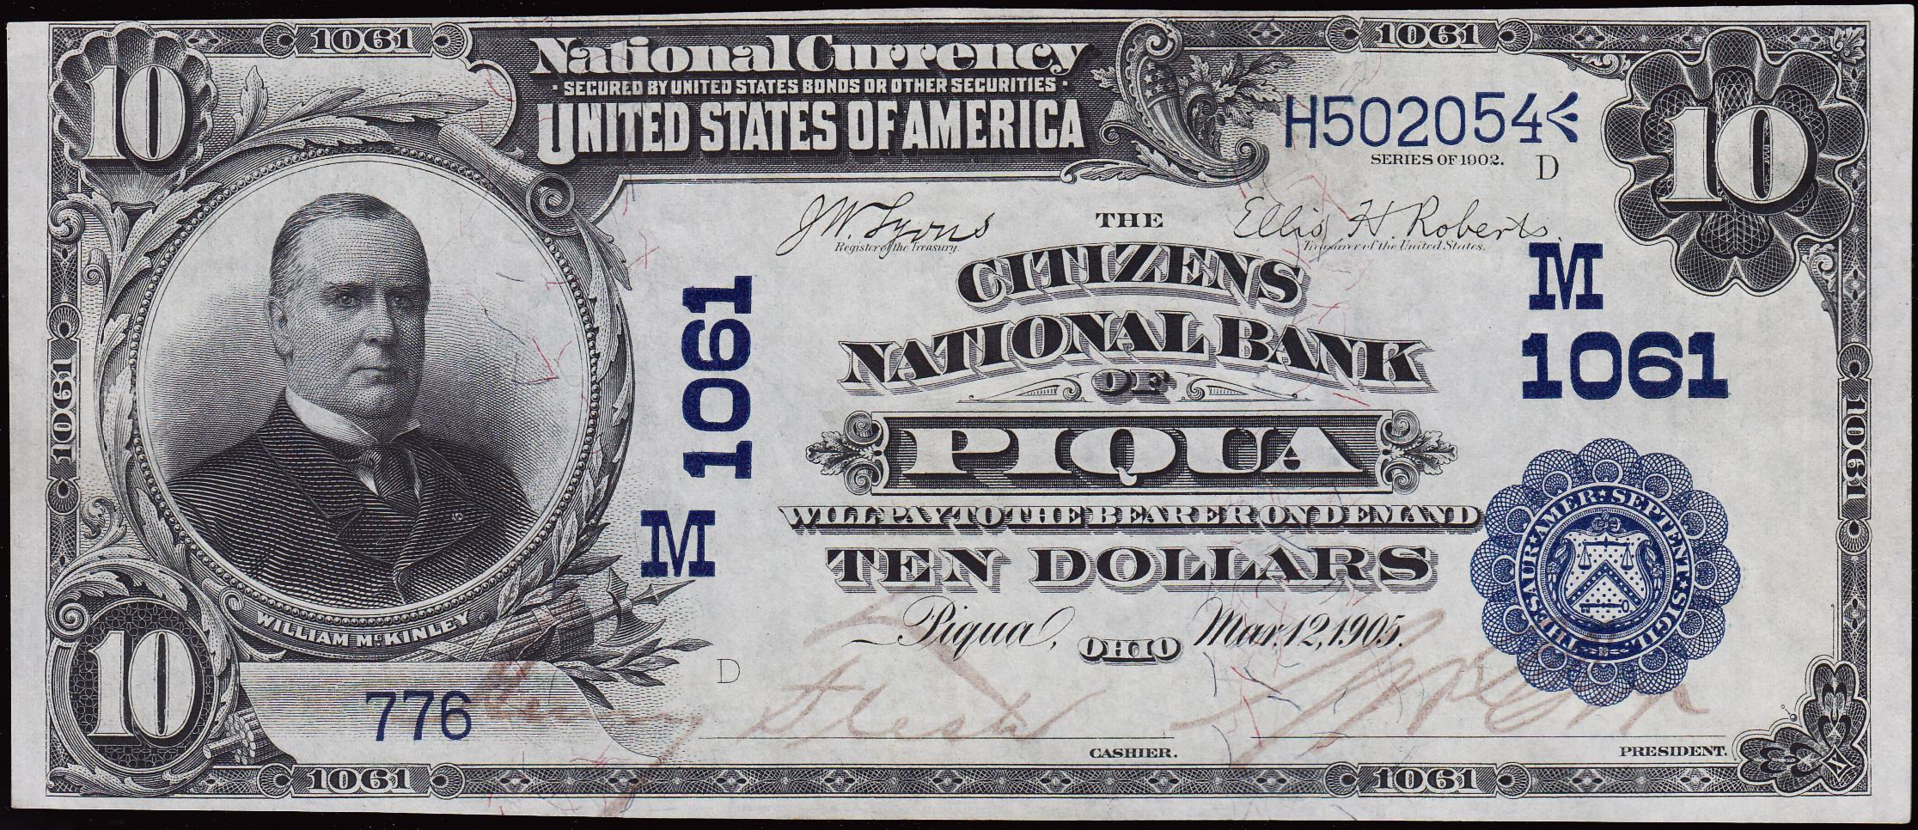 1061
1061
10
National Currency
SECURED BY UNITED STATES BONDS OR OTHER SECURITIES
UNITED STATES OF AMERICA
H502054
SERIES OF 1902.
D
10
J.W. Lyons
Register of the Treasury.
THE
Ellis H. Roberts
Treasurer of the United States.
CITIZENS
NATIONAL BANK
OF
PIQUA
M
1061
M 1061
1061
1061
WILL PAY TO THE BEARER ON DEMAND
TEN DOLLARS
THESAUR·AMER·SEPTENT·SIGIL
WILLIAM McKINLEY
Piqua, OHIO Mar. 12, 1905.
10
D
776
Henry Flesh
CASHIER.
PRESIDENT.
1061
1061